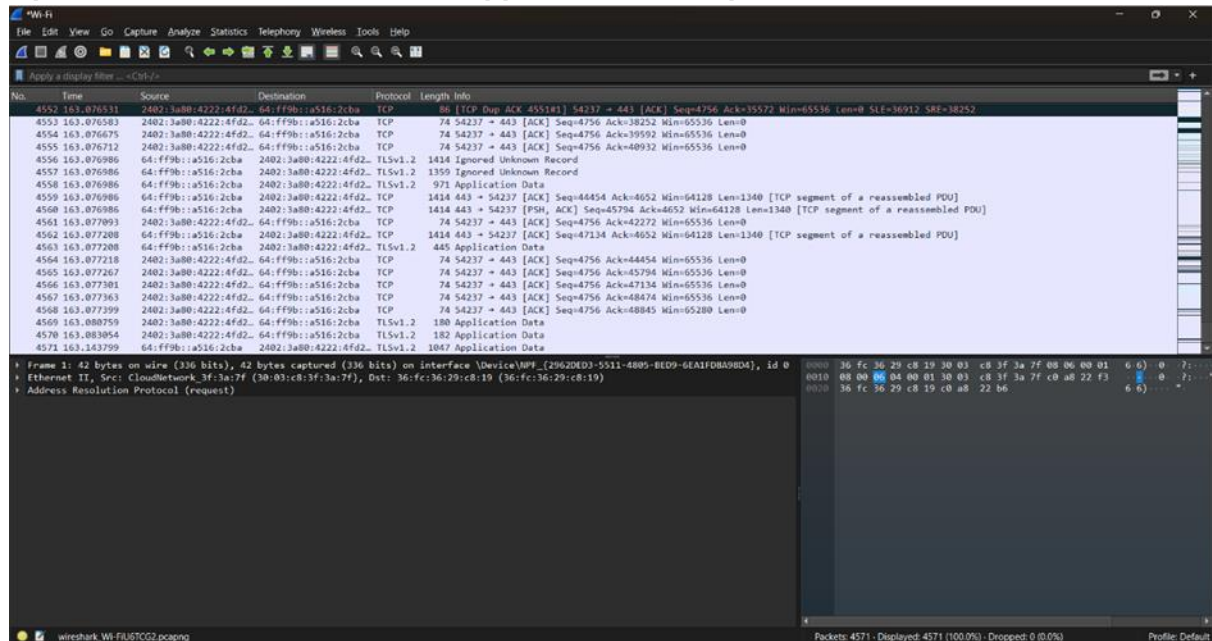 *Wi-Fi
File Edit View Go Capture Analyze Statistics Telephony Wireless Tools Help
Apply a display filter ... <Ctrl-/>
No. Time Source Destination Protocol Length Info
4552 163.076531 2402:3a80:4222:4fd2… 64:ff9b::a516:2cba TCP 86 [TCP Dup ACK 4551#1] 54237 → 443 [ACK] Seq=4756 Ack=35572 Win=65536 Len=0 SLE=36912 SRE=38252
4553 163.076583 2402:3a80:4222:4fd2… 64:ff9b::a516:2cba TCP 74 54237 → 443 [ACK] Seq=4756 Ack=38252 Win=65536 Len=0
4554 163.076675 2402:3a80:4222:4fd2… 64:ff9b::a516:2cba TCP 74 54237 → 443 [ACK] Seq=4756 Ack=39592 Win=65536 Len=0
4555 163.076712 2402:3a80:4222:4fd2… 64:ff9b::a516:2cba TCP 74 54237 → 443 [ACK] Seq=4756 Ack=40932 Win=65536 Len=0
4556 163.076986 64:ff9b::a516:2cba 2402:3a80:4222:4fd2… TLSv1.2 1414 Ignored Unknown Record
4557 163.076986 64:ff9b::a516:2cba 2402:3a80:4222:4fd2… TLSv1.2 1359 Ignored Unknown Record
4558 163.076986 64:ff9b::a516:2cba 2402:3a80:4222:4fd2… TLSv1.2 971 Application Data
4559 163.076986 64:ff9b::a516:2cba 2402:3a80:4222:4fd2… TCP 1414 443 → 54237 [ACK] Seq=44454 Ack=4652 Win=64128 Len=1340 [TCP segment of a reassembled PDU]
4560 163.076986 64:ff9b::a516:2cba 2402:3a80:4222:4fd2… TCP 1414 443 → 54237 [PSH, ACK] Seq=45794 Ack=4652 Win=64128 Len=1340 [TCP segment of a reassembled PDU]
4561 163.077093 2402:3a80:4222:4fd2… 64:ff9b::a516:2cba TCP 74 54237 → 443 [ACK] Seq=4756 Ack=42272 Win=65536 Len=0
4562 163.077208 64:ff9b::a516:2cba 2402:3a80:4222:4fd2… TCP 1414 443 → 54237 [ACK] Seq=47134 Ack=4652 Win=64128 Len=1340 [TCP segment of a reassembled PDU]
4563 163.077208 64:ff9b::a516:2cba 2402:3a80:4222:4fd2… TLSv1.2 445 Application Data
4564 163.077218 2402:3a80:4222:4fd2… 64:ff9b::a516:2cba TCP 74 54237 → 443 [ACK] Seq=4756 Ack=44454 Win=65536 Len=0
4565 163.077267 2402:3a80:4222:4fd2… 64:ff9b::a516:2cba TCP 74 54237 → 443 [ACK] Seq=4756 Ack=45794 Win=65536 Len=0
4566 163.077301 2402:3a80:4222:4fd2… 64:ff9b::a516:2cba TCP 74 54237 → 443 [ACK] Seq=4756 Ack=47134 Win=65536 Len=0
4567 163.077363 2402:3a80:4222:4fd2… 64:ff9b::a516:2cba TCP 74 54237 → 443 [ACK] Seq=4756 Ack=48474 Win=65536 Len=0
4568 163.077399 2402:3a80:4222:4fd2… 64:ff9b::a516:2cba TCP 74 54237 → 443 [ACK] Seq=4756 Ack=48845 Win=65280 Len=0
4569 163.080759 2402:3a80:4222:4fd2… 64:ff9b::a516:2cba TLSv1.2 180 Application Data
4570 163.083054 2402:3a80:4222:4fd2… 64:ff9b::a516:2cba TLSv1.2 182 Application Data
4571 163.143799 64:ff9b::a516:2cba 2402:3a80:4222:4fd2… TLSv1.2 1047 Application Data
Frame 1: 42 bytes on wire (336 bits), 42 bytes captured (336 bits) on interface \Device\NPF_{2962DED3-5511-4805-BED9-6EA1FDBA98D4}, id 0
Ethernet II, Src: CloudNetwork_3f:3a:7f (30:03:c8:3f:3a:7f), Dst: 36:fc:36:29:c8:19 (36:fc:36:29:c8:19)
Address Resolution Protocol (request)
0000 36 fc 36 29 c8 19 30 03 c8 3f 3a 7f 08 06 00 01 6 6)··0··?:·····
0010 08 00 06 04 00 01 30 03 c8 3f 3a 7f c0 a8 22 f3 ······0··?:···"·
0020 36 fc 36 29 c8 19 c0 a8 22 b6 6 6)····"·
wireshark_Wi-FiU6TCG2.pcapng
Packets: 4571 · Displayed: 4571 (100.0%) · Dropped: 0 (0.0%)
Profile: Default